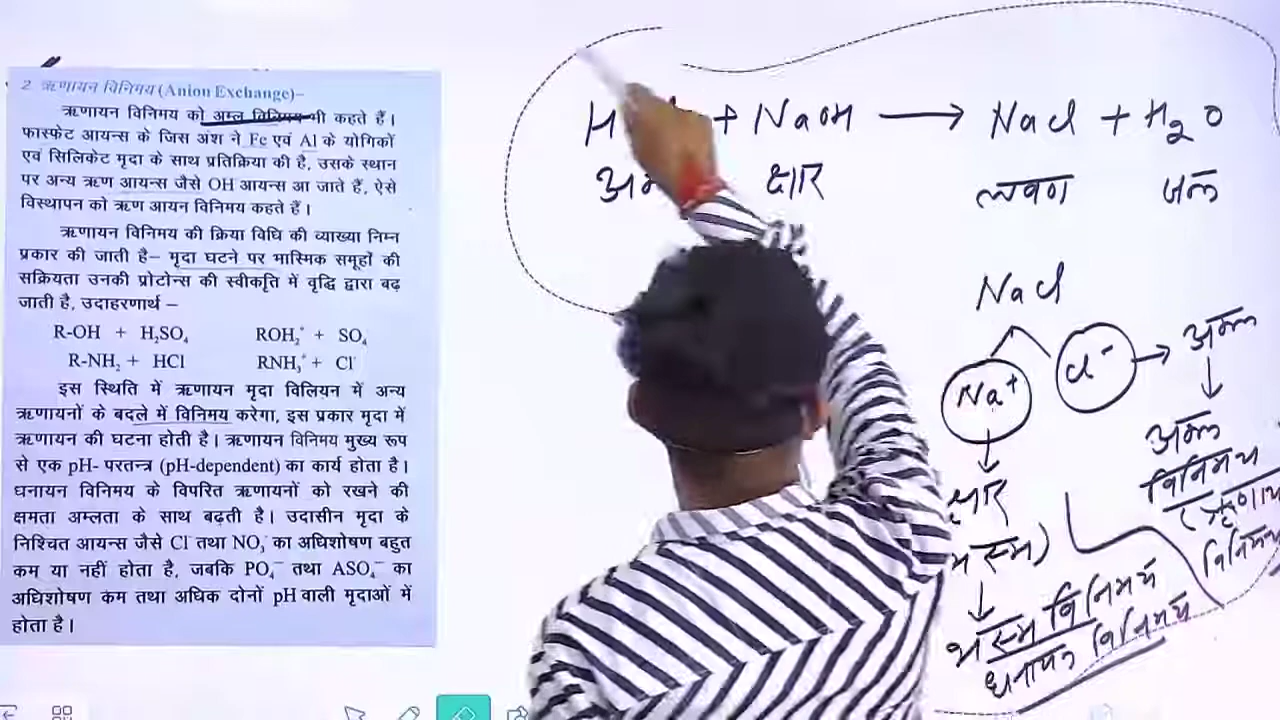 2. ऋणायन विनिमय (Anion Exchange)–
ऋणायन विनिमय को अम्ल विनिमय भी कहते हैं।
फास्फेट आयन्स के जिस अंश ने Fe एवं Al के योगिकों
एवं सिलिकेट मृदा के साथ प्रतिक्रिया की है, उसके स्थान
पर अन्य ऋण आयन्स जैसे OH आयन्स आ जाते हैं, ऐसे
विस्थापन को ऋण आयन विनिमय कहते हैं।
ऋणायन विनिमय की क्रिया विधि की व्याख्या निम्न
प्रकार की जाती है– मृदा घटने पर भास्मिक समूहों की
सक्रियता उनकी प्रोटोन्स की स्वीकृति में वृद्धि द्वारा बढ़
जाती है, उदाहरणार्थ –
R-OH + H₂SO₄ ROH₂⁺ + SO₄
R-NH₂ + HCl RNH₃⁺ + Cl⁻
इस स्थिति में ऋणायन मृदा विलियन में अन्य
ऋणायनों के बदले में विनिमय करेगा, इस प्रकार मृदा में
ऋणायन की घटना होती है। ऋणायन विनिमय मुख्य रूप
से एक pH- परतन्त्र (pH-dependent) का कार्य होता है।
धनायन विनिमय के विपरित ऋणायनों को रखने की
क्षमता अम्लता के साथ बढ़ती है। उदासीन मृदा के
निश्चित आयन्स जैसे Cl⁻ तथा NO₃⁻ का अधिशोषण बहुत
कम या नहीं होता है, जबकि PO₄⁻ तथा ASO₄⁻ का
अधिशोषण कम तथा अधिक दोनों pH वाली मृदाओं में
होता है।
+ NaOH ⟶ NaCl + H₂O
क्षार लवण जल
NaCl
Na⁺ Cl⁻ → अम्ल
↓ ↓
क्षार अम्ल
विनिमय
↓
भस्म विनिमय
धनायन विनिमय